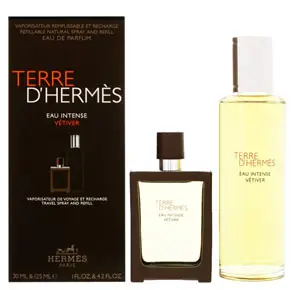 VAPORISATEUR REMPLISSABLE ET RECHARGE
REFILLABLE NATURAL SPRAY AND REFILL
EAU DE PARFUM
TERRE
D'HERMÈS
EAU INTENSE
VÉTIVER
VAPORISATEUR DE VOYAGE ET RECHARGE
TRAVEL SPRAY AND REFILL
HERMÈS
PARIS
30 ML & 125 ML e 1 FL.OZ & 4.2 FL.OZ.
TERRE
D'HERMÈS
EAU INTENSE
VÉTIVER
TERRE
D'HERMÈS
EAU INTENSE
VÉTIVER